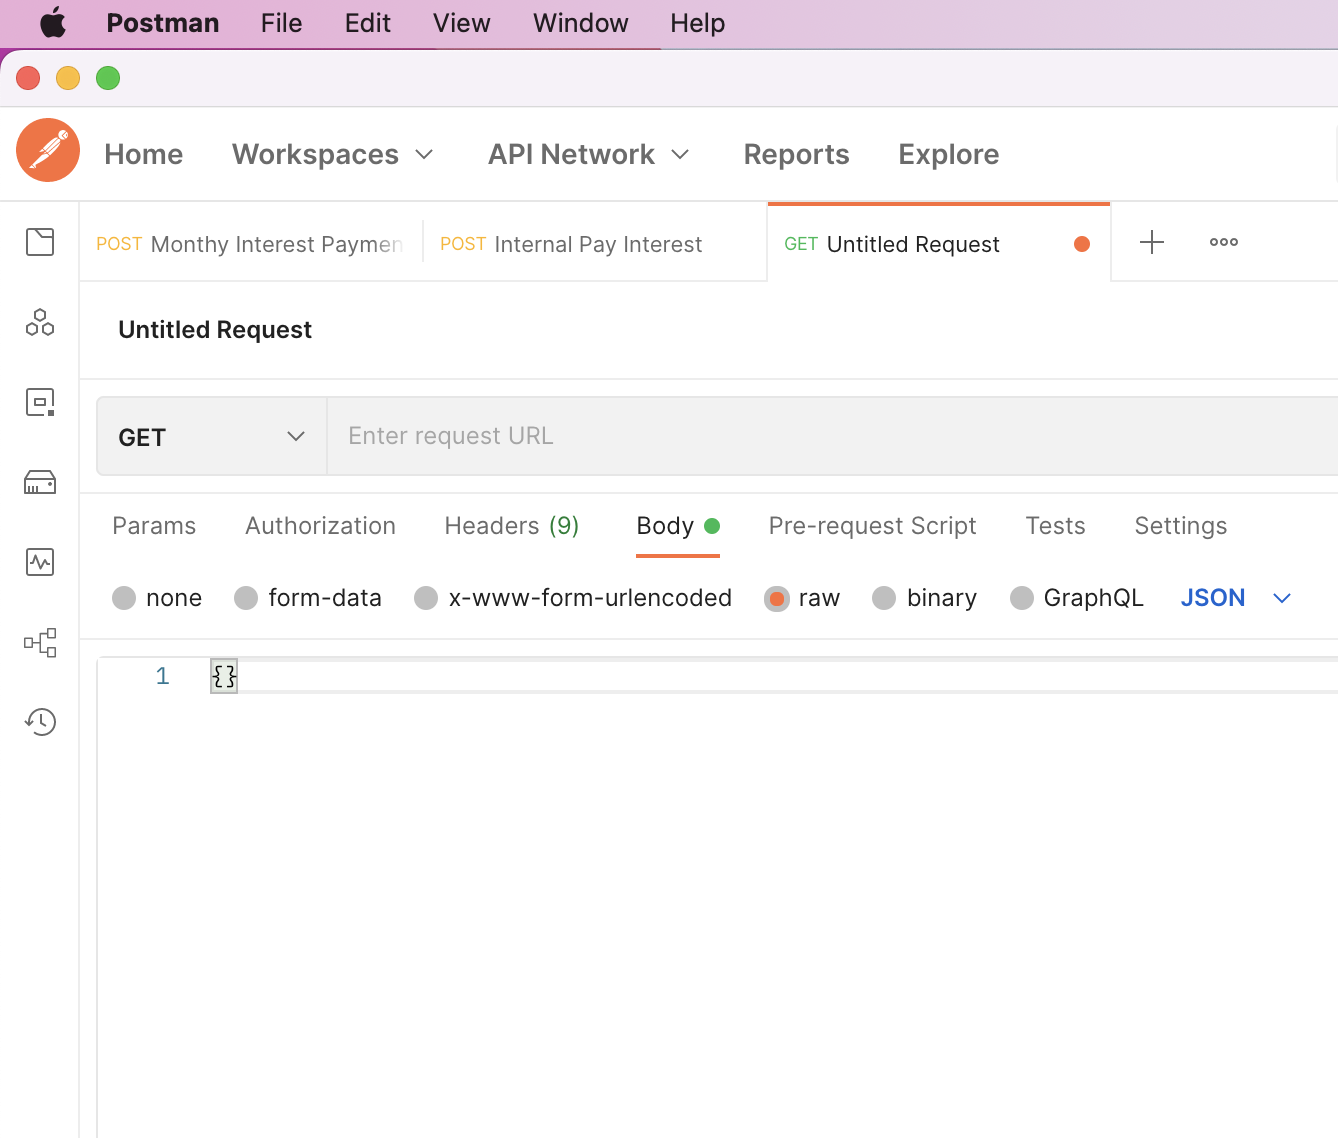 Postman File Edit View Window Help
Home Workspaces API Network Reports Explore
POST Monthy Interest Paymen POST Internal Pay Interest GET Untitled Request
Untitled Request
GET Enter request URL
Params Authorization Headers (9) Body Pre-request Script Tests Settings
none form-data x-www-form-urlencoded raw binary GraphQL JSON
1 {}